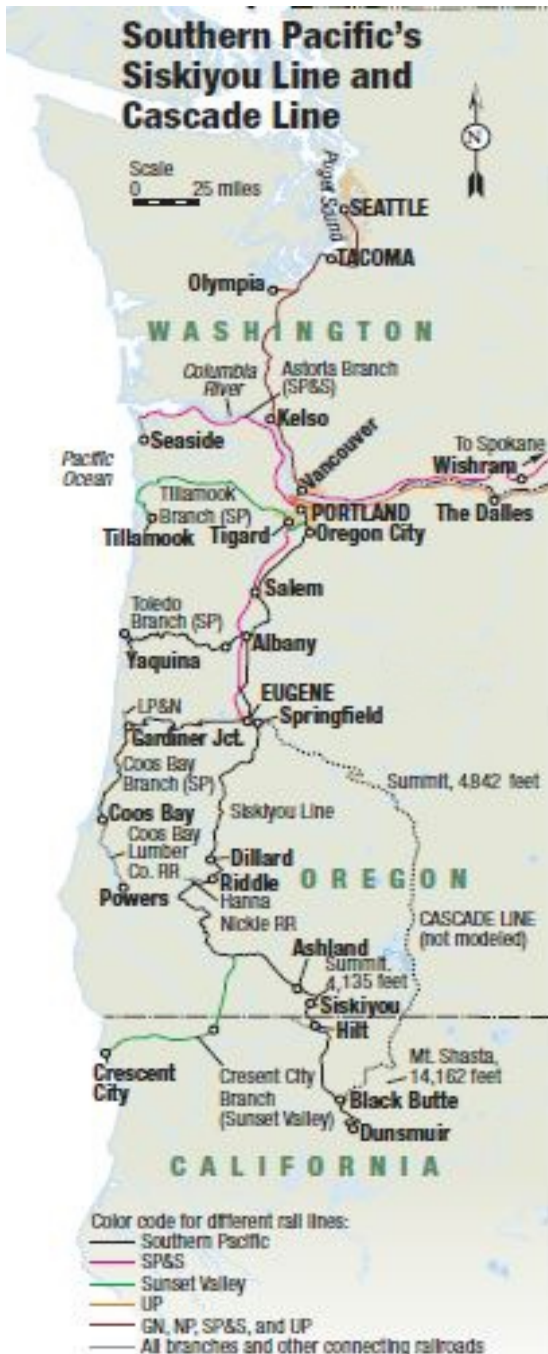 Southern Pacific's
Siskiyou Line and
Cascade Line
N
Scale
0 25 miles
Puget Sound
SEATTLE
TACOMA
Olympia
WASHINGTON
Columbia
River
Astoria Branch
(SP&S)
Kelso
Seaside
Vancouver
To Spokane
Wishram
Pacific
Ocean
Tillamook
Branch (SP)
PORTLAND
The Dalles
Tillamook
Tigard
Oregon City
Salem
Toledo
Branch (SP)
Albany
Yaquina
EUGENE
LP&N
Springfield
Gardiner Jct.
Coos Bay
Branch (SP)
Summit, 4,842 feet
Coos Bay
Siskiyou Line
Coos Bay
Lumber
Co. RR
Dillard
Riddle
OREGON
Powers
Hanna
Nickle RR
CASCADE LINE
(not modeled)
Ashland
Summit,
4,135 feet
Siskiyou
Hilt
Crescent
City
Cresent City
Branch
(Sunset Valley)
Mt. Shasta,
14,162 feet
Black Butte
Dunsmuir
CALIFORNIA
Color code for different rail lines:
Southern Pacific
SP&S
Sunset Valley
UP
GN, NP, SP&S, and UP
All branches and other connecting railroads